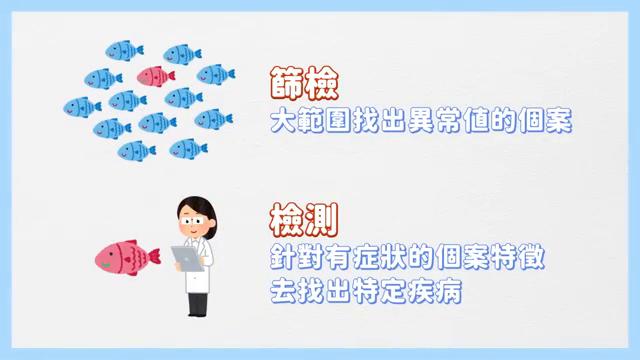 篩檢
大範圍找出異常值的個案
檢測
針對有症狀的個案特徵
去找出特定疾病